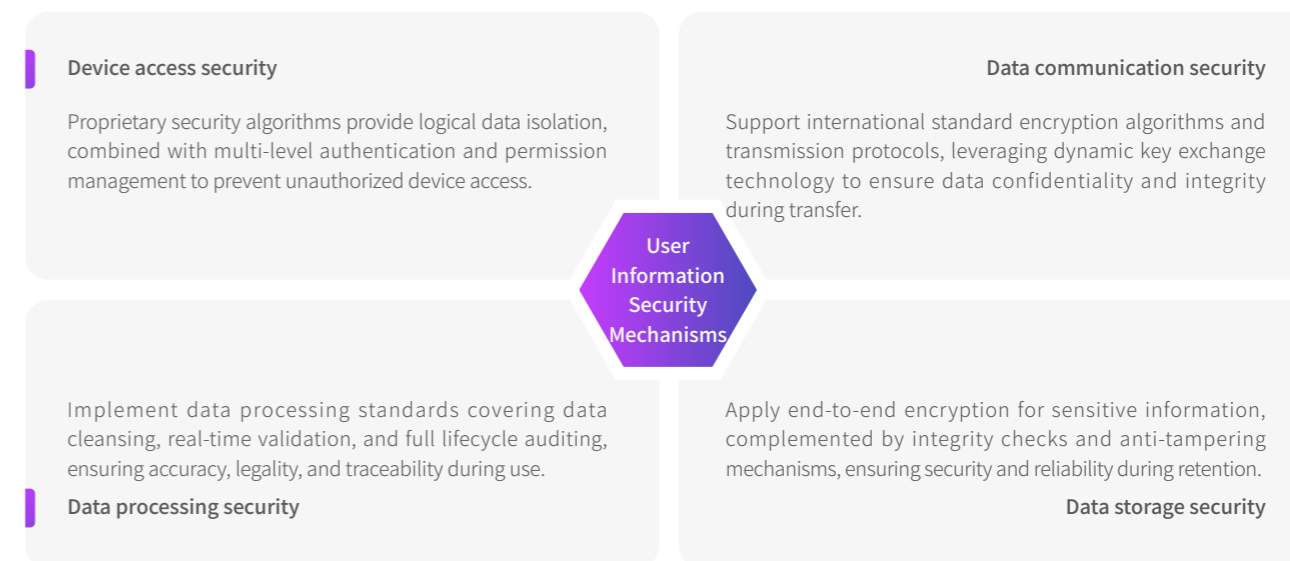 Device access security
Proprietary security algorithms provide logical data isolation,
combined with multi-level authentication and permission
management to prevent unauthorized device access.
Data communication security
Support international standard encryption algorithms and
transmission protocols, leveraging dynamic key exchange
technology to ensure data confidentiality and integrity
during transfer.
User
Information
Security
Mechanisms
Implement data processing standards covering data
cleansing, real-time validation, and full lifecycle auditing,
ensuring accuracy, legality, and traceability during use.
Data processing security
Apply end-to-end encryption for sensitive information,
complemented by integrity checks and anti-tampering
mechanisms, ensuring security and reliability during retention.
Data storage security